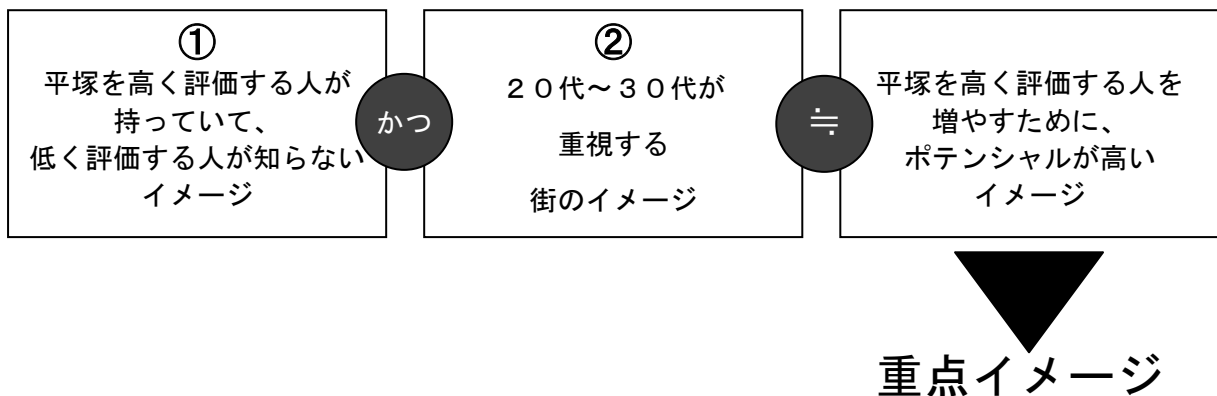 ①
平塚を高く評価する人が
持っていて、
低く評価する人が知らない
イメージ
かつ
②
２０代～３０代が
重視する
街のイメージ
≒
平塚を高く評価する人を
増やすために、
ポテンシャルが高い
イメージ
重点イメージ